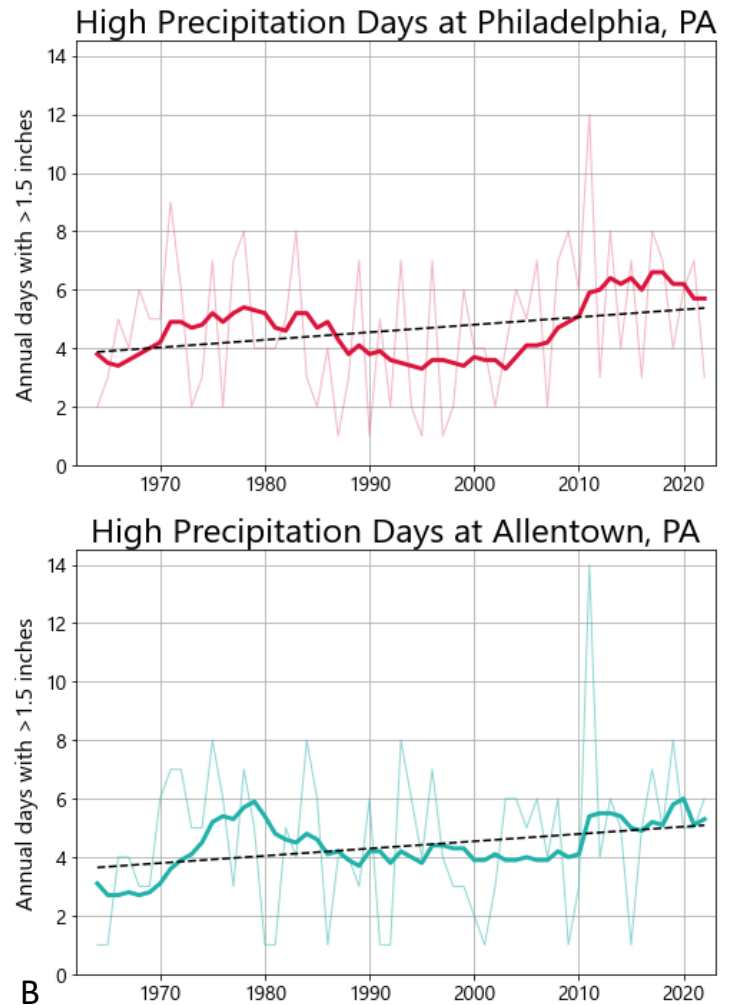 High Precipitation Days at Philadelphia, PA
Annual days with >1.5 inches
14
12
10
8
6
4
2
0
1970 1980 1990 2000 2010 2020
High Precipitation Days at Allentown, PA
Annual days with >1.5 inches
14
12
10
8
6
4
2
0
1970 1980 1990 2000 2010 2020
B